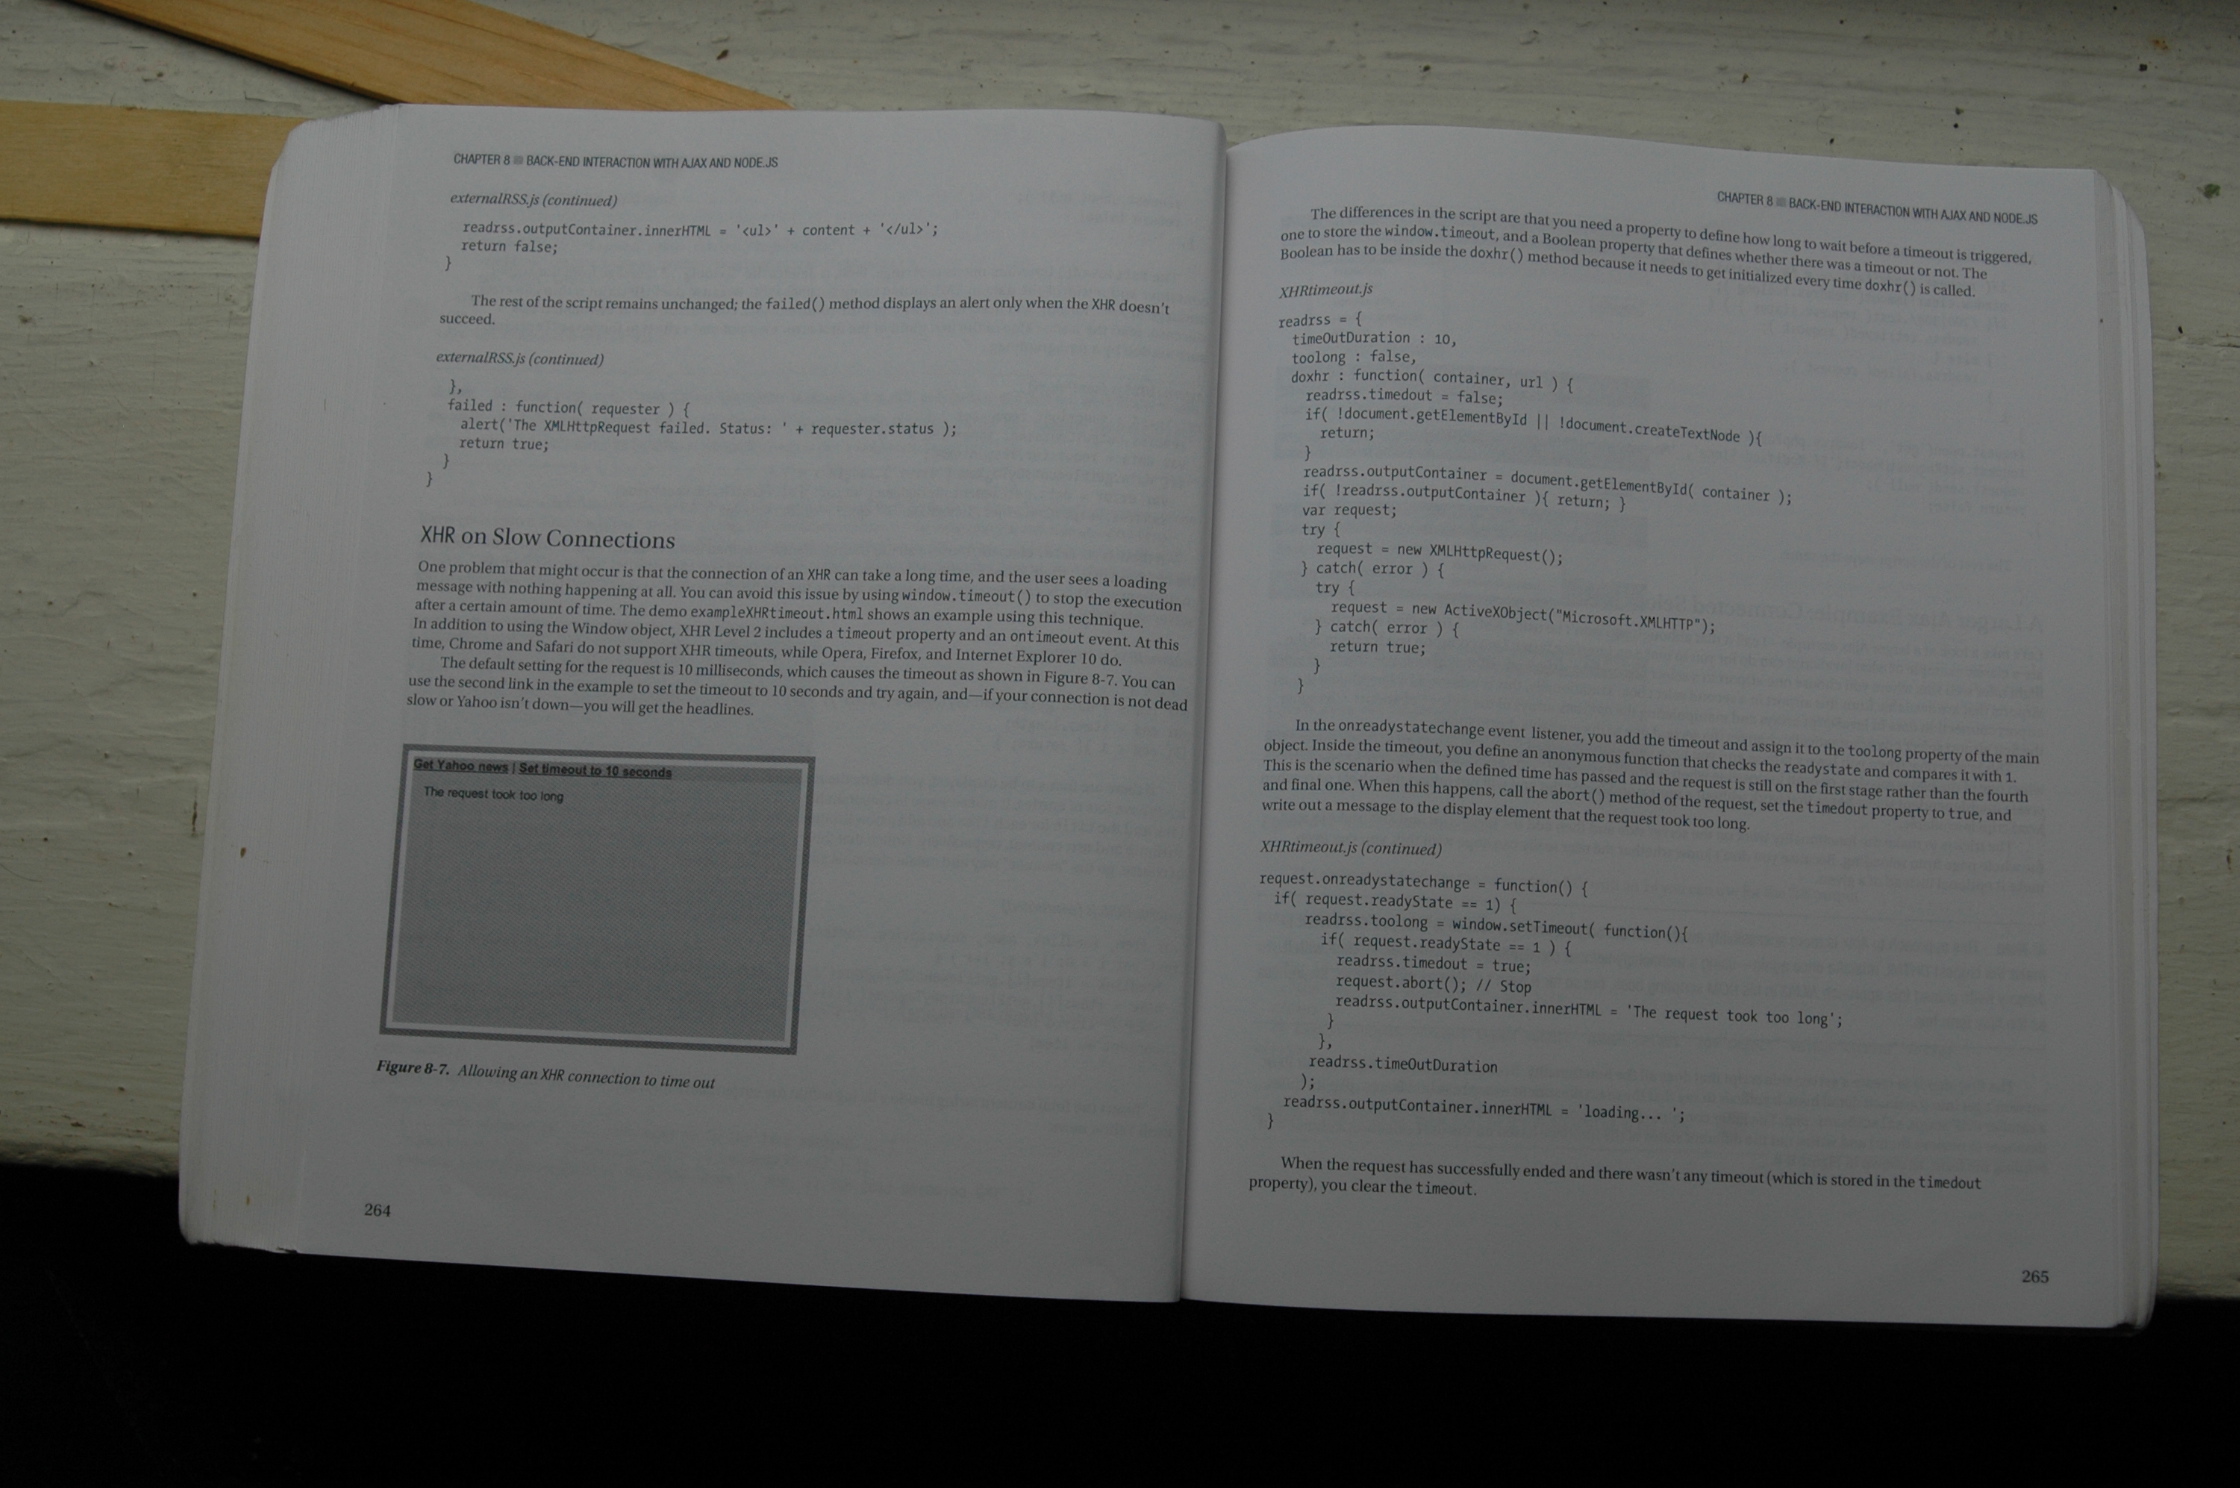 CHAPTER 8 ■ BACK-END INTERACTION WITH AJAX AND NODE.JS
externalRSS.js (continued)
readrss.outputContainer.innerHTML = '<ul>' + content + '</ul>';
return false;
}
The rest of the script remains unchanged; the failed() method displays an alert only when the XHR doesn't
succeed.
externalRSS.js (continued)
},
failed : function( requester ) {
alert('The XMLHttpRequest failed. Status: ' + requester.status );
return true;
}
}
XHR on Slow Connections
One problem that might occur is that the connection of an XHR can take a long time, and the user sees a loading
message with nothing happening at all. You can avoid this issue by using window.timeout() to stop the execution
after a certain amount of time. The demo exampleXHRtimeout.html shows an example using this technique.
In addition to using the Window object, XHR Level 2 includes a timeout property and an ontimeout event. At this
time, Chrome and Safari do not support XHR timeouts, while Opera, Firefox, and Internet Explorer 10 do.
The default setting for the request is 10 milliseconds, which causes the timeout as shown in Figure 8-7. You can
use the second link in the example to set the timeout to 10 seconds and try again, and—if your connection is not dead
slow or Yahoo isn't down—you will get the headlines.
Get Yahoo news | Set timeout to 10 seconds
The request took too long
Figure 8-7. Allowing an XHR connection to time out
264
CHAPTER 8 ■ BACK-END INTERACTION WITH AJAX AND NODE.JS
The differences in the script are that you need a property to define how long to wait before a timeout is triggered,
one to store the window.timeout, and a Boolean property that defines whether there was a timeout or not. The
Boolean has to be inside the doxhr() method because it needs to get initialized every time doxhr() is called.
XHRtimeout.js
readrss = {
timeOutDuration : 10,
toolong : false,
doxhr : function( container, url ) {
readrss.timedout = false;
if( !document.getElementById || !document.createTextNode ){
return;
}
readrss.outputContainer = document.getElementById( container );
if( !readrss.outputContainer ){ return; }
var request;
try {
request = new XMLHttpRequest();
} catch( error ) {
try {
request = new ActiveXObject("Microsoft.XMLHTTP");
} catch( error ) {
return true;
}
}
In the onreadystatechange event listener, you add the timeout and assign it to the toolong property of the main
object. Inside the timeout, you define an anonymous function that checks the readystate and compares it with 1.
This is the scenario when the defined time has passed and the request is still on the first stage rather than the fourth
and final one. When this happens, call the abort() method of the request, set the timedout property to true, and
write out a message to the display element that the request took too long.
XHRtimeout.js (continued)
request.onreadystatechange = function() {
if( request.readyState == 1) {
readrss.toolong = window.setTimeout( function(){
if( request.readyState == 1 ) {
readrss.timedout = true;
request.abort(); // Stop
readrss.outputContainer.innerHTML = 'The request took too long';
}
},
readrss.timeOutDuration
);
readrss.outputContainer.innerHTML = 'loading... ';
}
When the request has successfully ended and there wasn't any timeout (which is stored in the timedout
property), you clear the timeout.
265